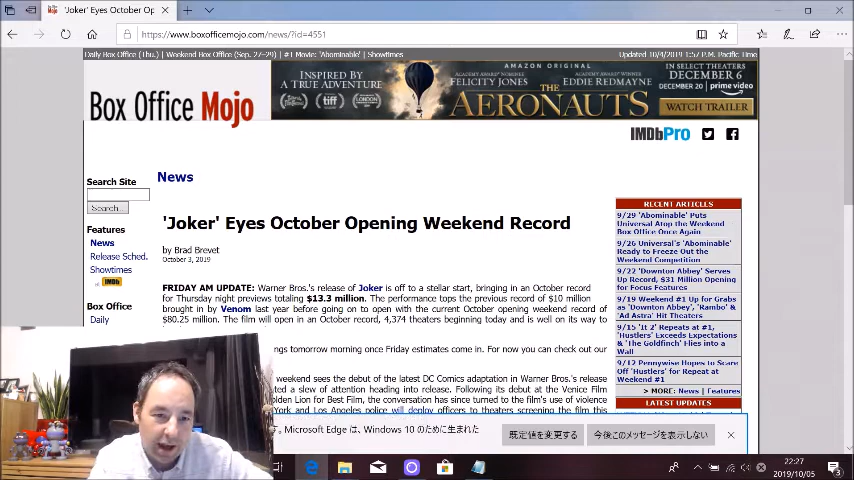 'Joker' Eyes October Op
https://www.boxofficemojo.com/news/?id=4551
Daily Box Office (Thu.) | Weekend Box Office (Sep. 27–29) | #1 Movie: 'Abominable' | Showtimes
Updated 10/4/2019 1:57 P.M. Pacific Time
Box Office Mojo
INSPIRED BY
A TRUE ADVENTURE
tiff
LONDON
AMAZON ORIGINAL
ACADEMY AWARD NOMINEE
FELICITY JONES
ACADEMY AWARD WINNER
EDDIE REDMAYNE
THE
AERONAUTS
IN SELECT THEATERS
DECEMBER 6
DECEMBER 20 | prime video
WATCH TRAILER
IMDbPro
News
Search Site
Search...
Features
News
Release Sched.
Showtimes
IMDb
Box Office
Daily
'Joker' Eyes October Opening Weekend Record
by Brad Brevet
October 3, 2019
FRIDAY AM UPDATE: Warner Bros.'s release of Joker is off to a stellar start, bringing in an October record
for Thursday night previews totaling $13.3 million. The performance tops the previous record of $10 million
brought in by Venom last year before going on to open with the current October opening weekend record of
$80.25 million. The film will open in an October record, 4,374 theaters beginning today and is well on its way to
ngs tomorrow morning once Friday estimates come in. For now you can check out our
weekend sees the debut of the latest DC Comics adaptation in Warner Bros.'s release
ted a slew of attention heading into release. Following its debut at the Venice Film
olden Lion for Best Film, the conversation has since turned to the film's use of violence
York and Los Angeles police will deploy officers to theaters screening the film this
RECENT ARTICLES
9/29 'Abominable' Puts
Universal Atop the Weekend
Box Office Once Again
9/26 Universal's 'Abominable'
Ready to Freeze Out the
Weekend Competition
9/22 'Downton Abbey' Serves
Up Record, $31 Million Opening
for Focus Features
9/19 Weekend #1 Up for Grabs
as 'Downton Abbey,' 'Rambo' &
'Ad Astra' Hit Theaters
9/15 'It 2' Repeats at #1,
'Hustlers' Exceeds Expectations
& 'The Goldfinch' Flies into a
Wall
9/12 Pennywise Hopes to Scare
Off 'Hustlers' for Repeat at
Weekend #1
> MORE: News | Features
LATEST UPDATES
す。Microsoft Edge は、Windows 10 のために生まれた
既定値を変更する
今後このメッセージを表示しない
22:27
2019/10/05
3